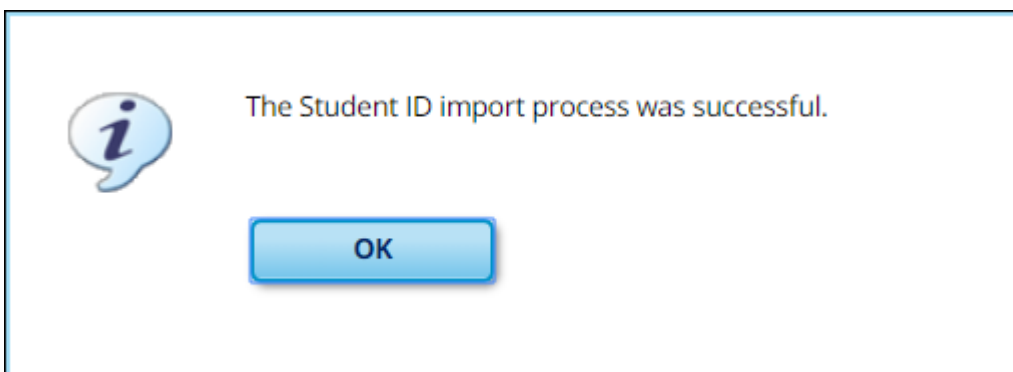 The Student ID import process was successful.
OK